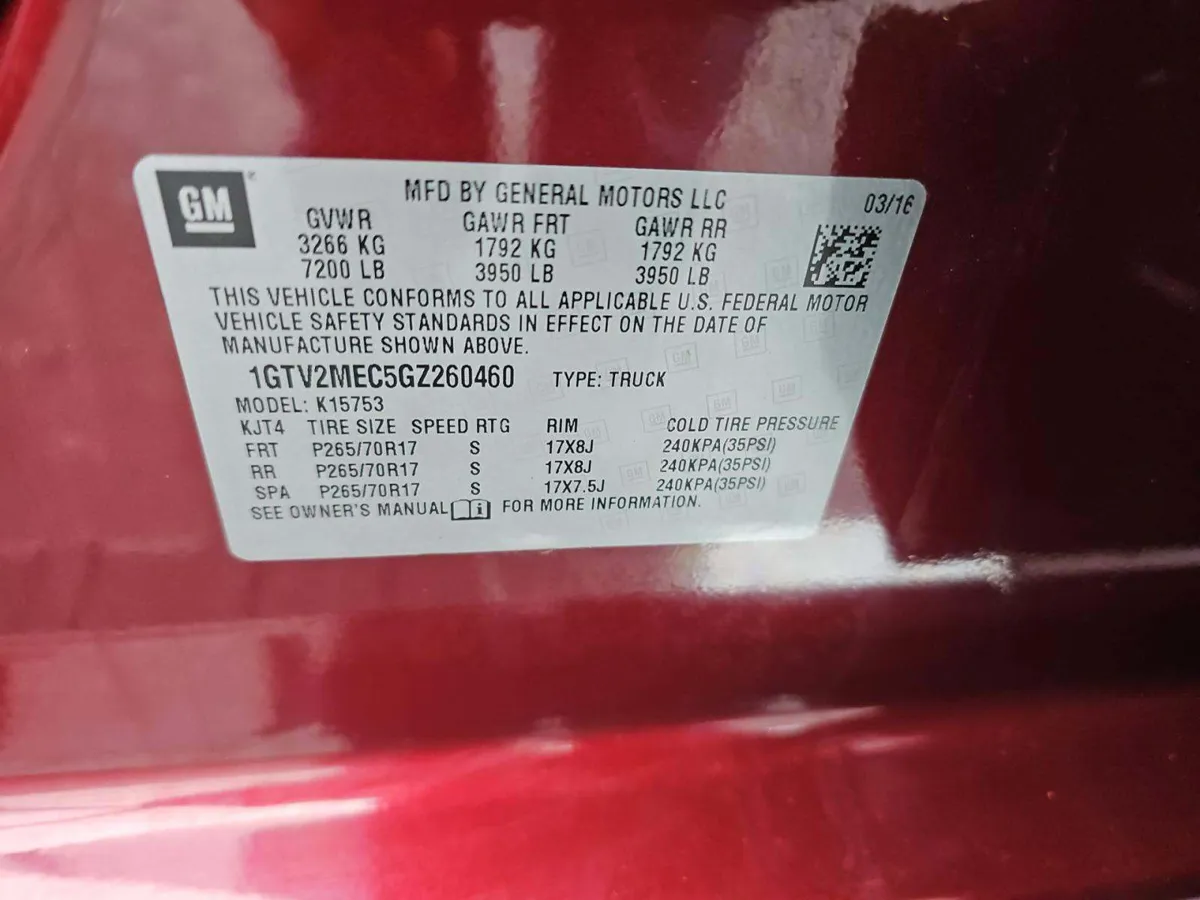 GM
MFD BY GENERAL MOTORS LLC 03/16
GVWR GAWR FRT GAWR RR
3266 KG 1792 KG 1792 KG
7200 LB 3950 LB 3950 LB
THIS VEHICLE CONFORMS TO ALL APPLICABLE U.S. FEDERAL MOTOR
VEHICLE SAFETY STANDARDS IN EFFECT ON THE DATE OF
MANUFACTURE SHOWN ABOVE.
1GTV2MEC5GZ260460 TYPE: TRUCK
MODEL: K15753
KJT4 TIRE SIZE SPEED RTG RIM COLD TIRE PRESSURE
FRT P265/70R17 S 17X8J 240KPA(35PSI)
RR P265/70R17 S 17X8J 240KPA(35PSI)
SPA P265/70R17 S 17X7.5J 240KPA(35PSI)
SEE OWNER'S MANUAL i FOR MORE INFORMATION.